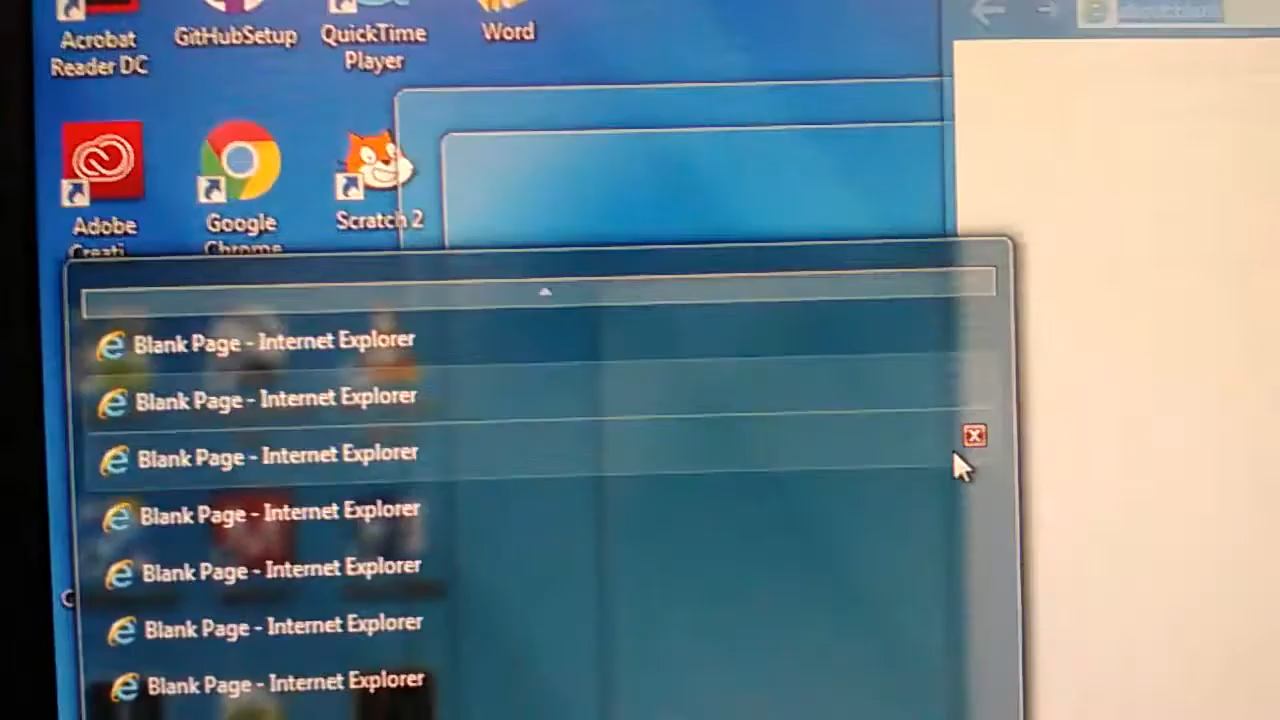 Acrobat
Reader DC
GitHubSetup
QuickTime
Player
Word
Adobe
Creati...
Google
Chrome
Scratch 2
Blank Page - Internet Explorer
Blank Page - Internet Explorer
Blank Page - Internet Explorer
Blank Page - Internet Explorer
Blank Page - Internet Explorer
Blank Page - Internet Explorer
Blank Page - Internet Explorer